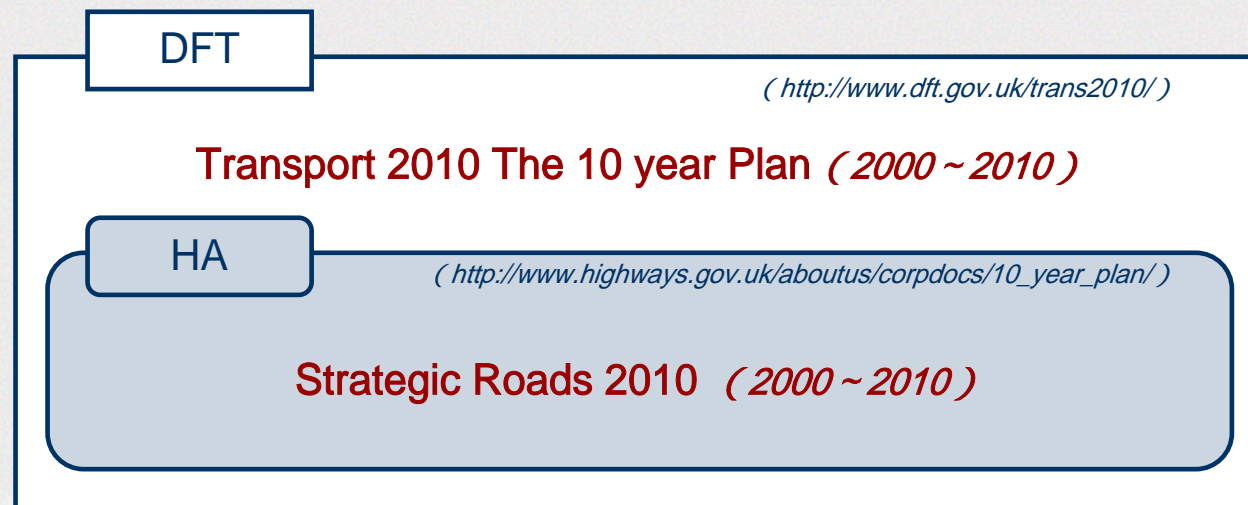 DFT
( http://www.dft.gov.uk/trans2010/ )
Transport 2010 The 10 year Plan ( 2000 ~ 2010 )
HA
( http://www.highways.gov.uk/aboutus/corpdocs/10_year_plan/ )
Strategic Roads 2010 ( 2000 ~ 2010 )